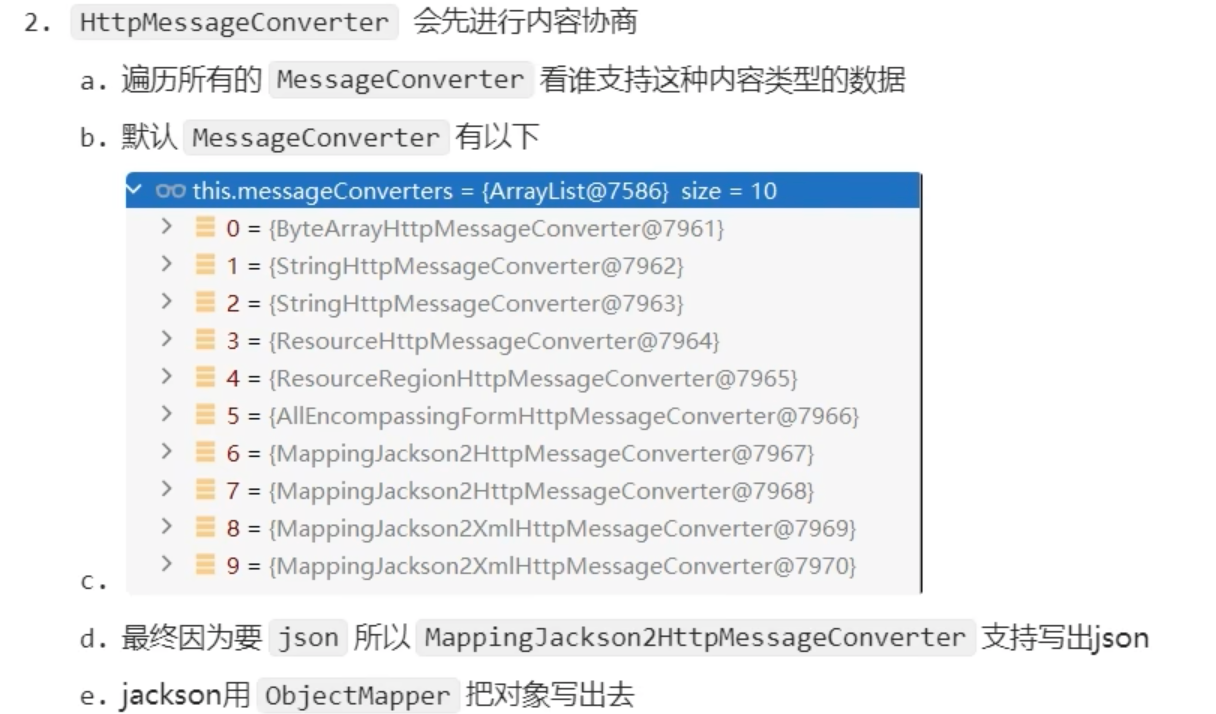 2. HttpMessageConverter 会先进行内容协商
a. 遍历所有的 MessageConverter 看谁支持这种内容类型的数据
b. 默认 MessageConverter 有以下
this.messageConverters = {ArrayList@7586} size = 10
0 = {ByteArrayHttpMessageConverter@7961}
1 = {StringHttpMessageConverter@7962}
2 = {StringHttpMessageConverter@7963}
3 = {ResourceHttpMessageConverter@7964}
4 = {ResourceRegionHttpMessageConverter@7965}
5 = {AllEncompassingFormHttpMessageConverter@7966}
6 = {MappingJackson2HttpMessageConverter@7967}
7 = {MappingJackson2HttpMessageConverter@7968}
8 = {MappingJackson2XmlHttpMessageConverter@7969}
9 = {MappingJackson2XmlHttpMessageConverter@7970}
c.
d. 最终因为要 json 所以 MappingJackson2HttpMessageConverter 支持写出json
e. jackson用 ObjectMapper 把对象写出去